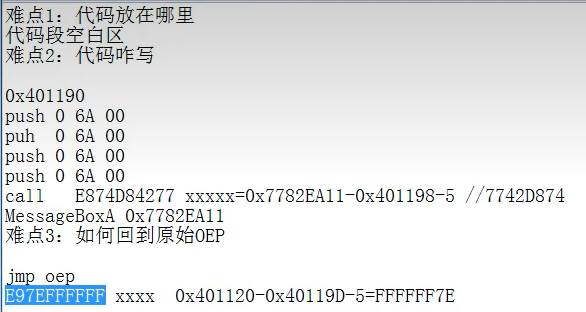 难点1：代码放在哪里
代码段空白区
难点2：代码咋写
0x401190
push 0 6A 00
puh  0 6A 00
push 0 6A 00
push 0 6A 00
call   E874D84277 xxxxx=0x7782EA11-0x401198-5 //7742D874
MessageBoxA 0x7782EA11
难点3：如何回到原始OEP
jmp oep
E97EFFFFFF xxxx  0x401120-0x40119D-5=FFFFFF7E